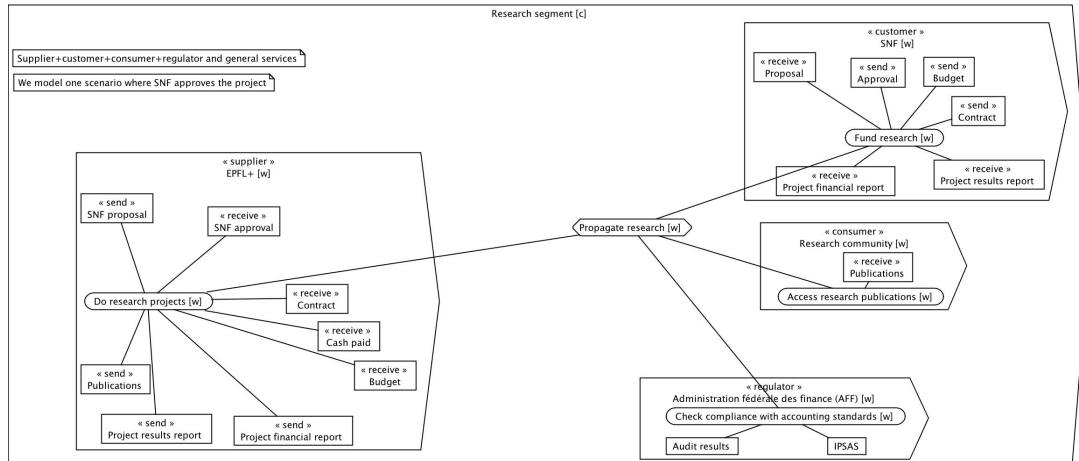 Research segment [c]
Supplier+customer+consumer+regulator and general services
We model one scenario where SNF approves the project
« customer »
SNF [w]
« receive »
Proposal
« send »
Approval
« send »
Budget
« send »
Contract
Fund research [w]
« receive »
Project financial report
« receive »
Project results report
« supplier »
EPFL+ [w]
« send »
SNF proposal
« receive »
SNF approval
Do research projects [w]
« receive »
Contract
« receive »
Cash paid
« receive »
Budget
« send »
Publications
« send »
Project results report
« send »
Project financial report
Propagate research [w]
« consumer »
Research community [w]
« receive »
Publications
Access research publications [w]
« regulator »
Administration fédérale des finance (AFF) [w]
Check compliance with accounting standards [w]
Audit results
IPSAS